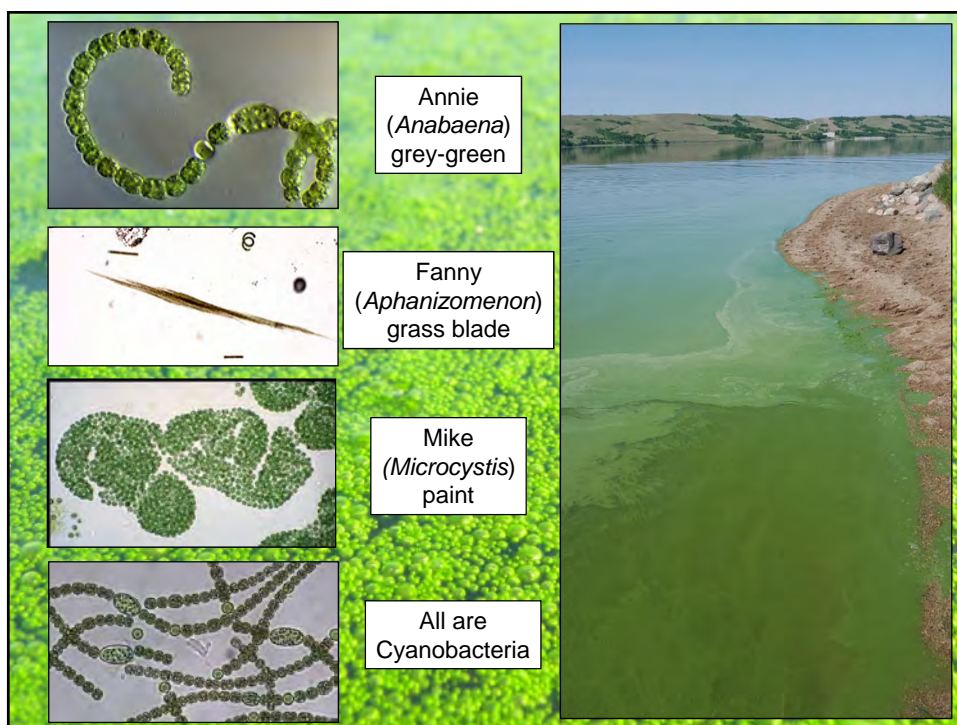 Annie
(Anabaena)
grey-green
Fanny
(Aphanizomenon)
grass blade
Mike
(Microcystis)
paint
All are
Cyanobacteria